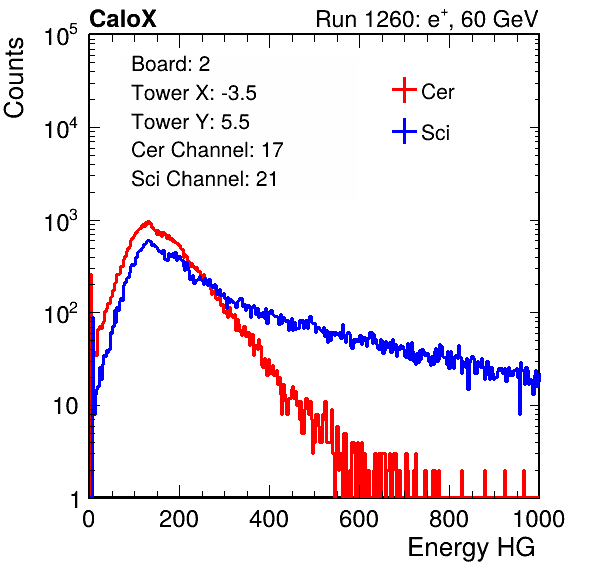 CaloX Run 1260: e⁺, 60 GeV
Counts
10⁵
10⁴
10³
10²
10
1
Board: 2
Tower X: -3.5
Tower Y: 5.5
Cer Channel: 17
Sci Channel: 21
Cer
Sci
0 200 400 600 800 1000
Energy HG